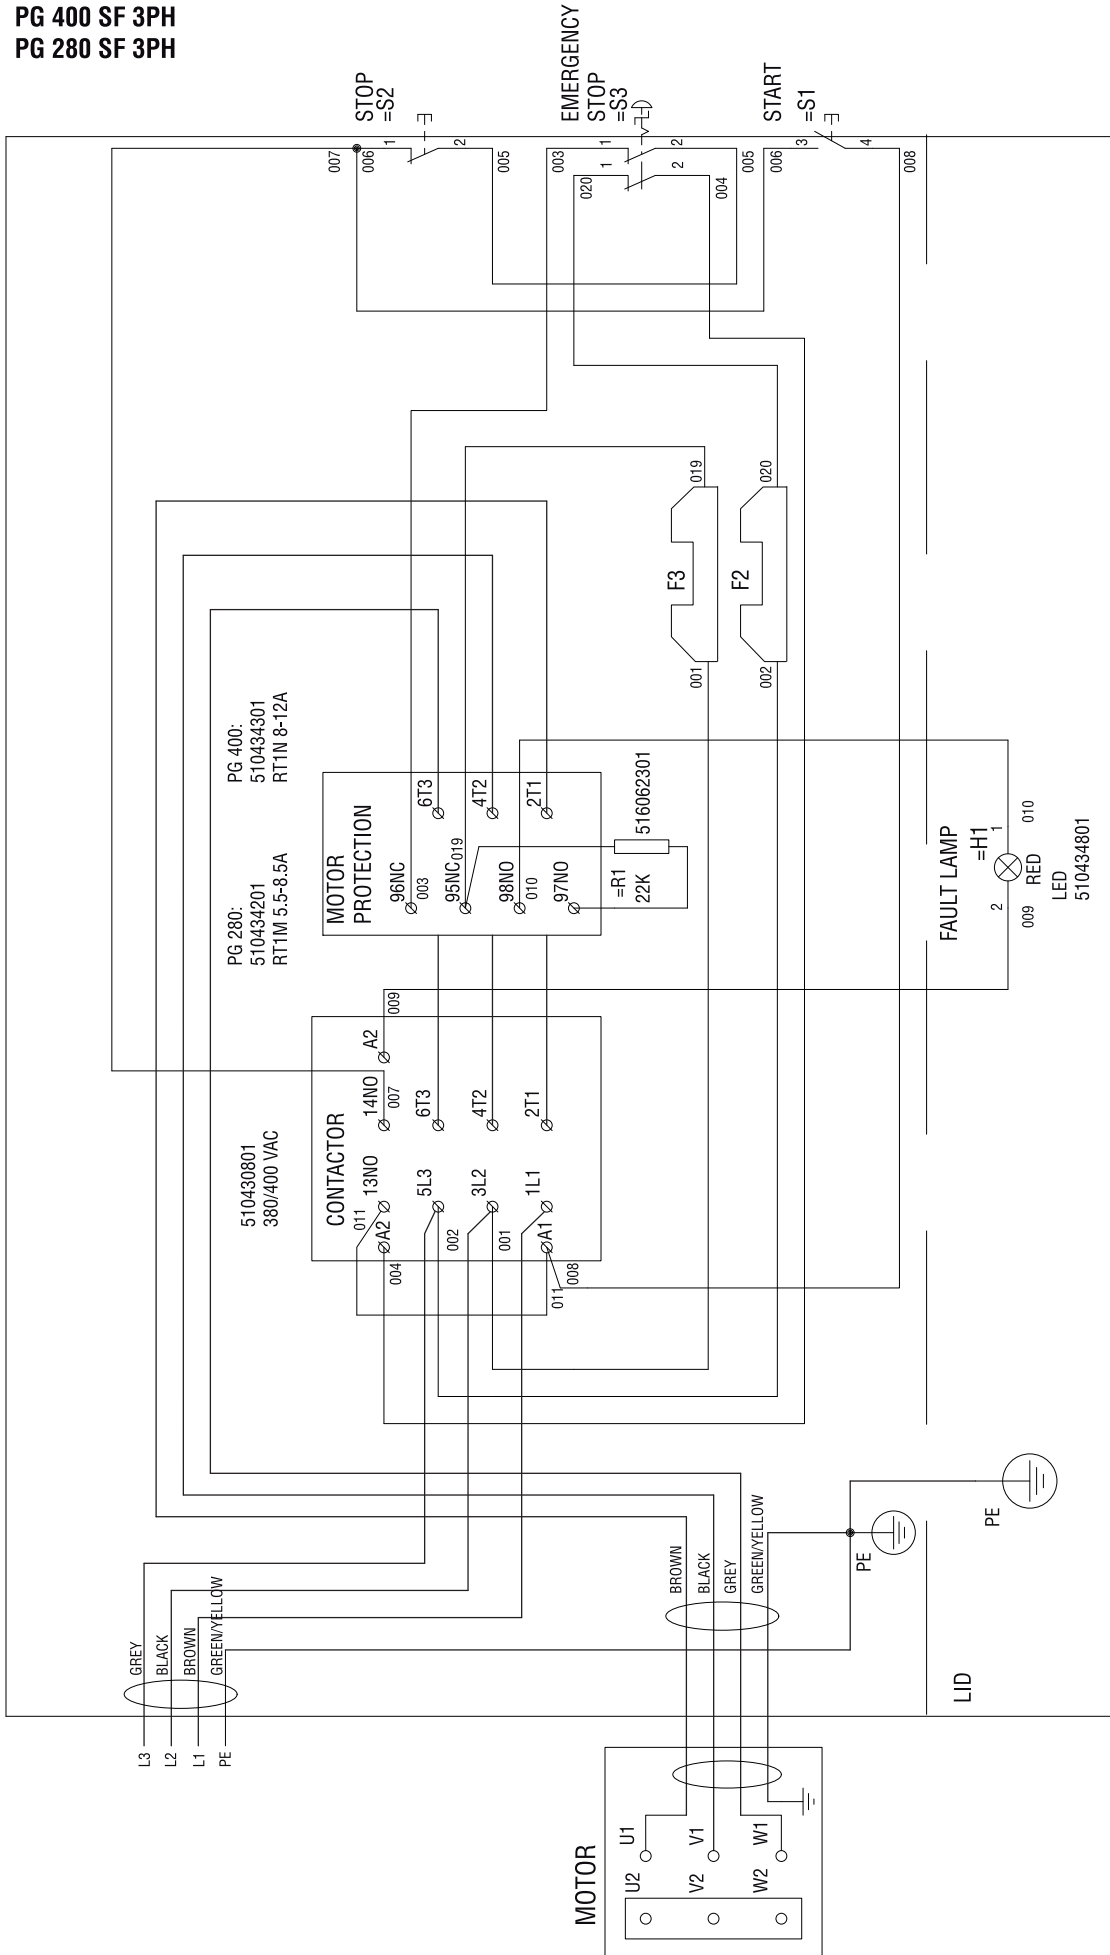 PG 400 SF 3PH
PG 280 SF 3PH
STOP
=S2
EMERGENCY
STOP
=S3
START
=S1
007
006
1
2
005
003
1
2
020
1
2
004
005
006
3
4
008
F3
019
001
F2
020
002
PG 400:
510434301
RT1N 8-12A
PG 280:
510434201
RT1M 5.5-8.5A
MOTOR
PROTECTION
6T3
4T2
2T1
96NC
003
95NC
019
98NO
010
97NO
=R1
22K
516062301
FAULT LAMP
=H1
1
2
010
009
RED
LED
510434801
510430801
380/400 VAC
CONTACTOR
A2
009
14NO
007
6T3
4T2
2T1
13NO
011
A2
004
5L3
002
3L2
001
1L1
A1
011
008
GREY
BLACK
BROWN
GREEN/YELLOW
L3
L2
L1
PE
BROWN
BLACK
GREY
GREEN/YELLOW
PE
PE
LID
MOTOR
U1
V1
W1
U2
V2
W2